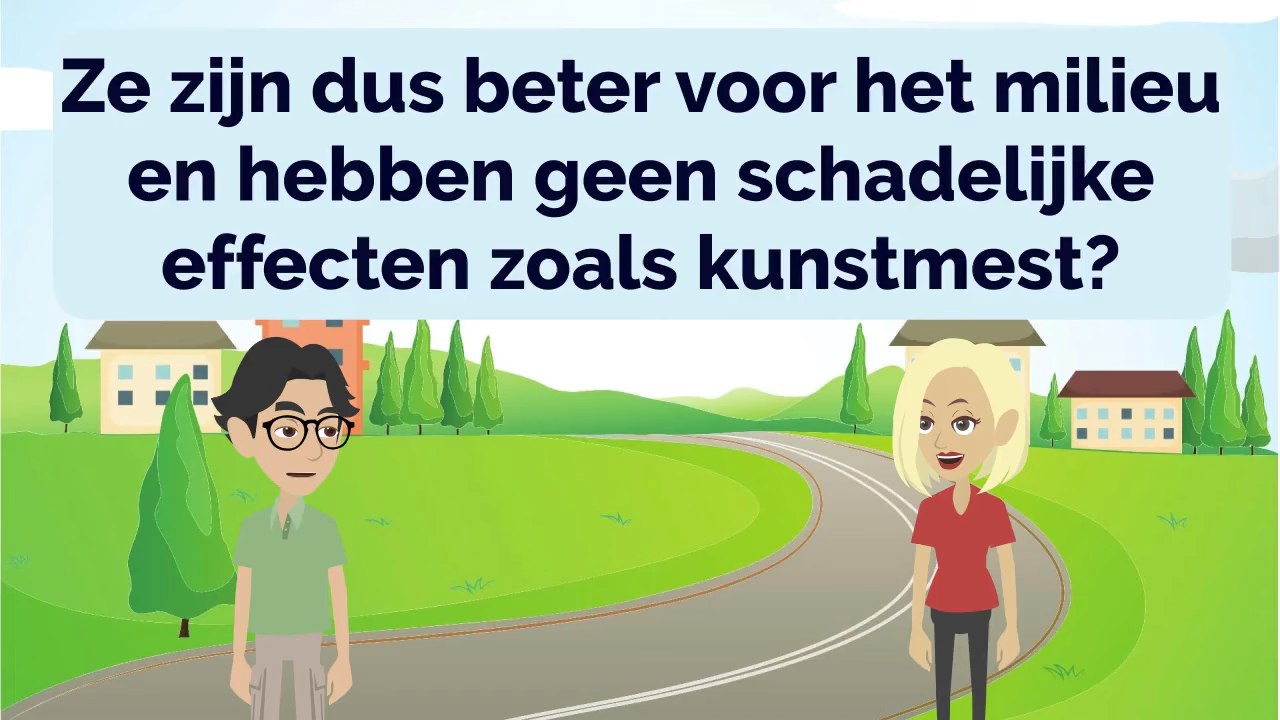 Ze zijn dus beter voor het milieu
en hebben geen schadelijke
effecten zoals kunstmest?